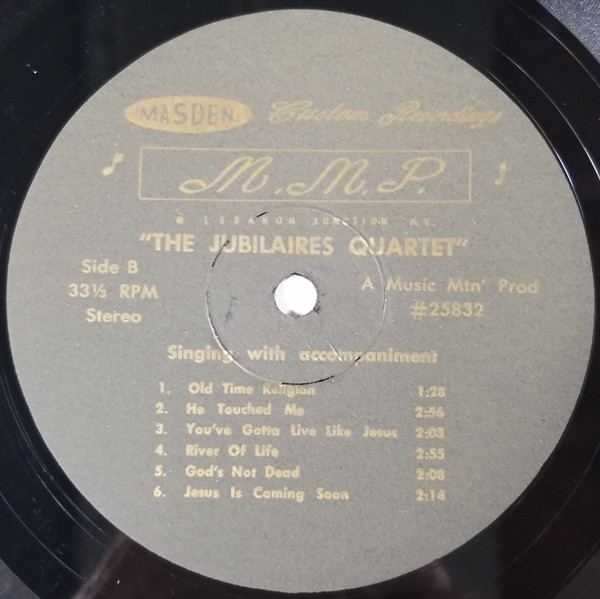 MASDEN Custom Recordings
M.M.P.
LEBANON JUNCTION KY.
"THE JUBILAIRES QUARTET"
Side B
33⅓ RPM
Stereo
A Music Mtn' Prod
#25832
Singing with accompaniment
1. Old Time Religion 1:28
2. He Touched Me 2:56
3. You've Gotta Live Like Jesus 2:03
4. River Of Life 2:55
5. God's Not Dead 2:08
6. Jesus Is Coming Soon 2:14